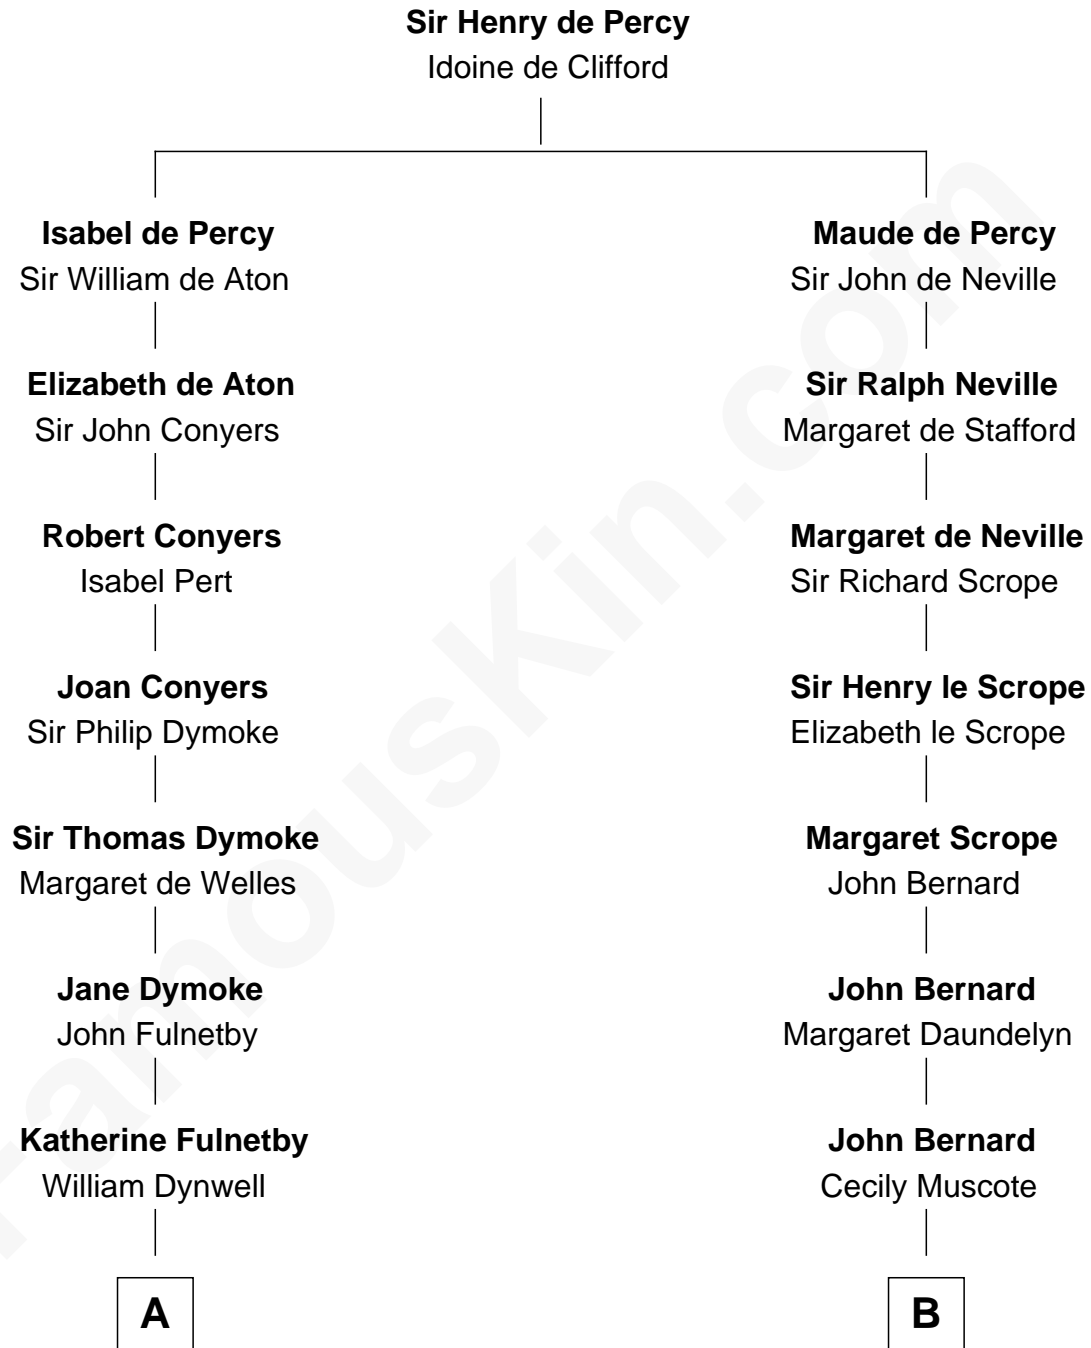 Sir Henry de Percy
Idoine de Clifford
Isabel de Percy
Sir William de Aton
Maude de Percy
Sir John de Neville
Elizabeth de Aton
Sir John Conyers
Sir Ralph Neville
Margaret de Stafford
Robert Conyers
Isabel Pert
Margaret de Neville
Sir Richard Scrope
Joan Conyers
Sir Philip Dymoke
Sir Henry le Scrope
Elizabeth le Scrope
Sir Thomas Dymoke
Margaret de Welles
Margaret Scrope
John Bernard
Jane Dymoke
John Fulnetby
John Bernard
Margaret Daundelyn
Katherine Fulnetby
William Dynwell
John Bernard
Cecily Muscote
A
B
FamousKin.com